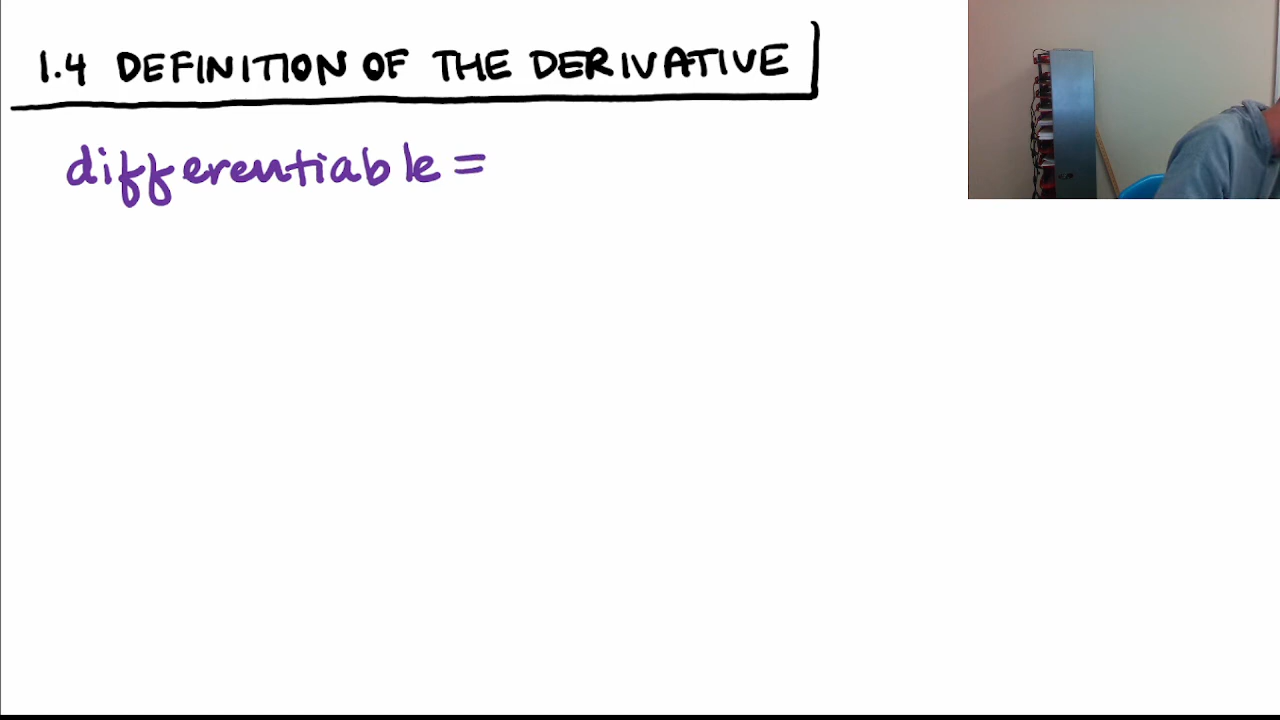 1.4 DEFINITION OF THE DERIVATIVE
differentiable =